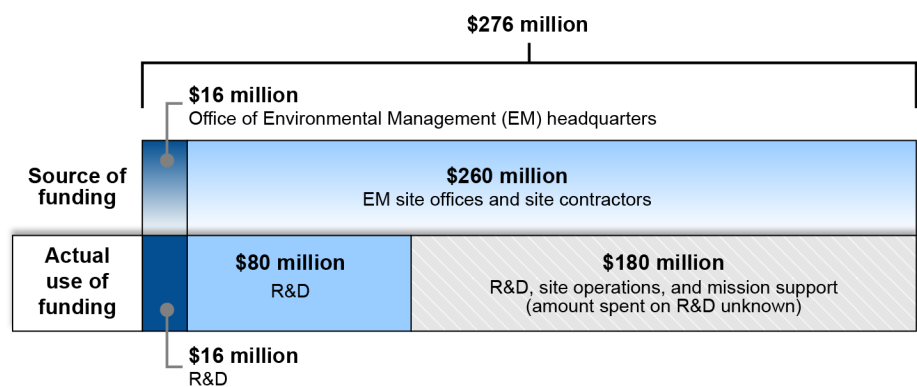 $276 million
$16 million
Office of Environmental Management (EM) headquarters
Source of
funding
$260 million
EM site offices and site contractors
Actual
use of
funding
$80 million
R&D
$180 million
R&D, site operations, and mission support
(amount spent on R&D unknown)
$16 million
R&D